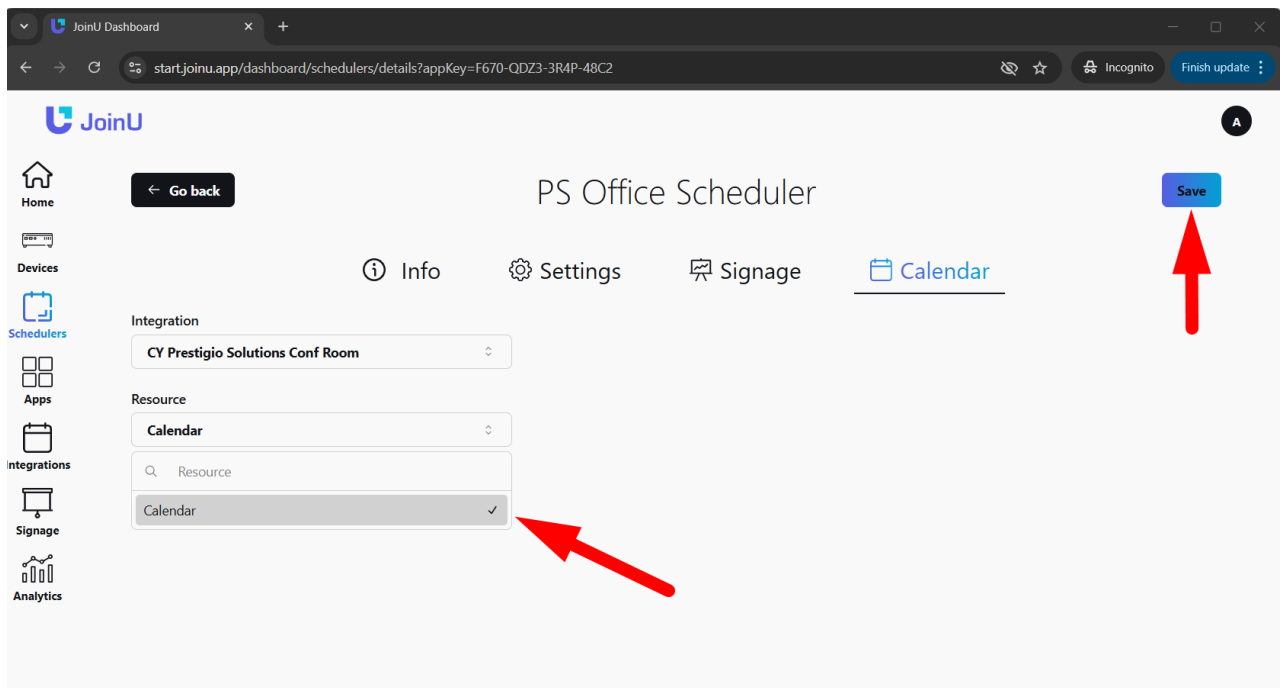 JoinU Dashboard
start.joinu.app/dashboard/schedulers/details?appKey=F670-QDZ3-3R4P-48C2
Incognito
Finish update
JoinU
A
Home
Devices
Schedulers
Apps
Integrations
Signage
Analytics
Go back
PS Office Scheduler
Save
Info
Settings
Signage
Calendar
Integration
CY Prestigio Solutions Conf Room
Resource
Calendar
Resource
Calendar